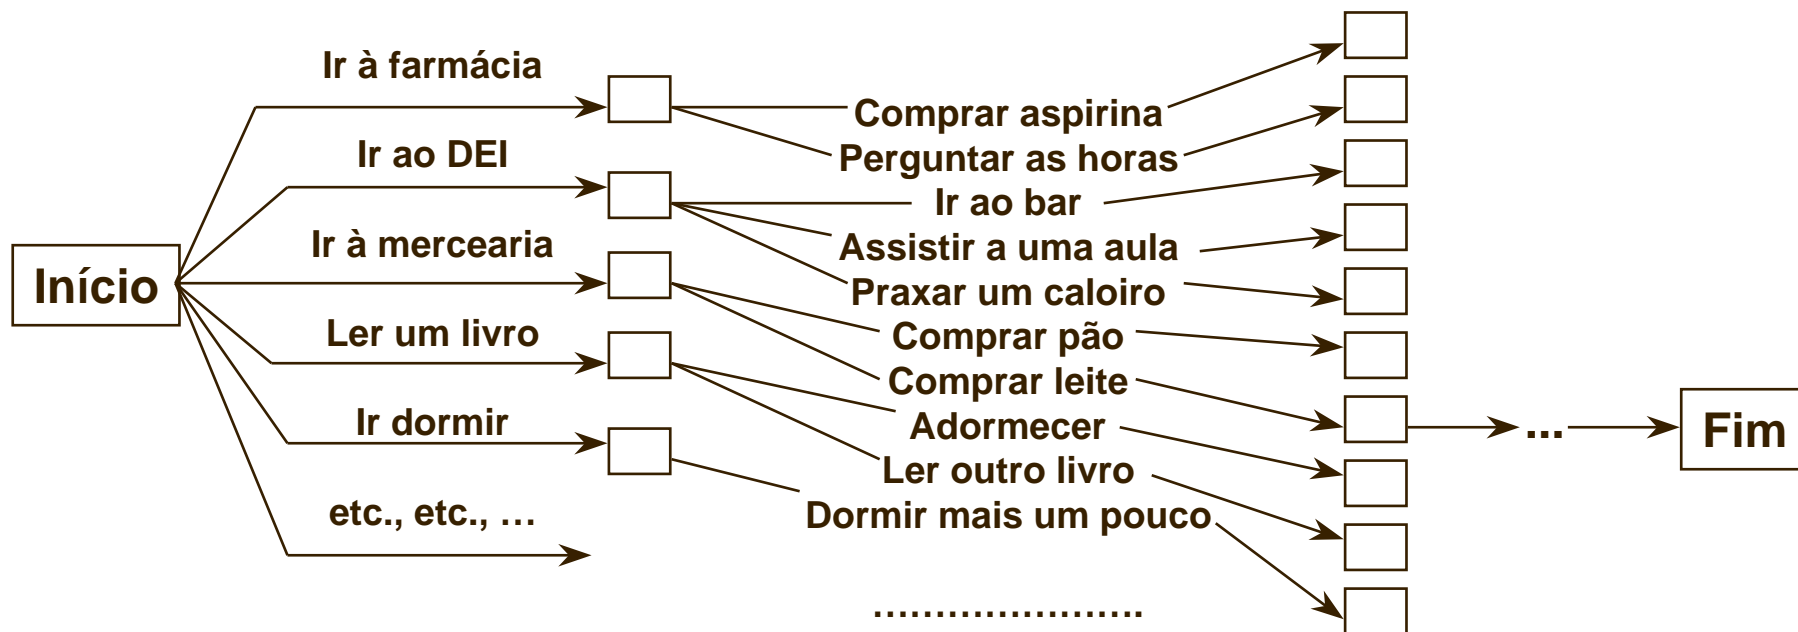 Ir à farmácia
Comprar aspirina
Perguntar as horas
Ir ao DEI
Ir ao bar
Assistir a uma aula
Praxar um caloiro
Início
Ir à mercearia
Comprar pão
Comprar leite
Ler um livro
Adormecer
Ler outro livro
Ir dormir
Dormir mais um pouco
etc., etc., …
…………………..
...
Fim